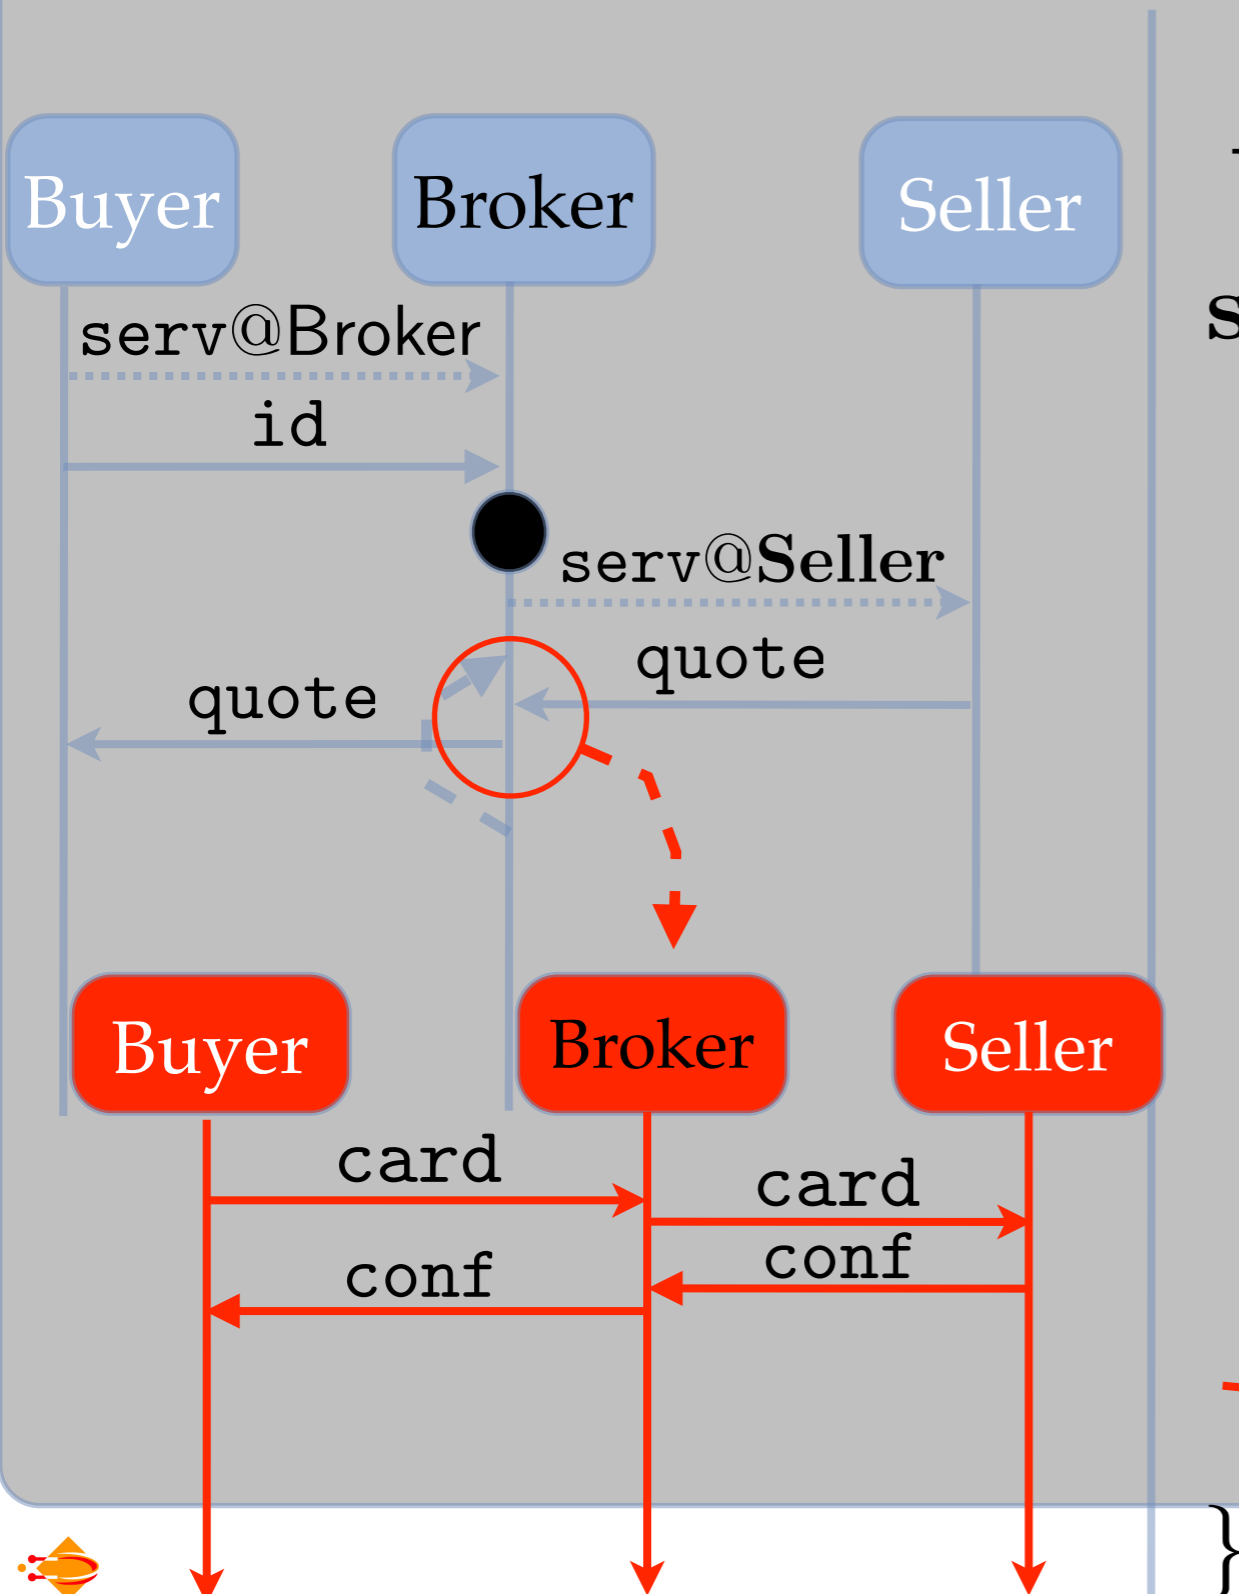 Buyer
Broker
Seller
serv@Broker
id
serv@Seller
quote
quote
Buyer
Broker
Seller
card
card
conf
conf
}